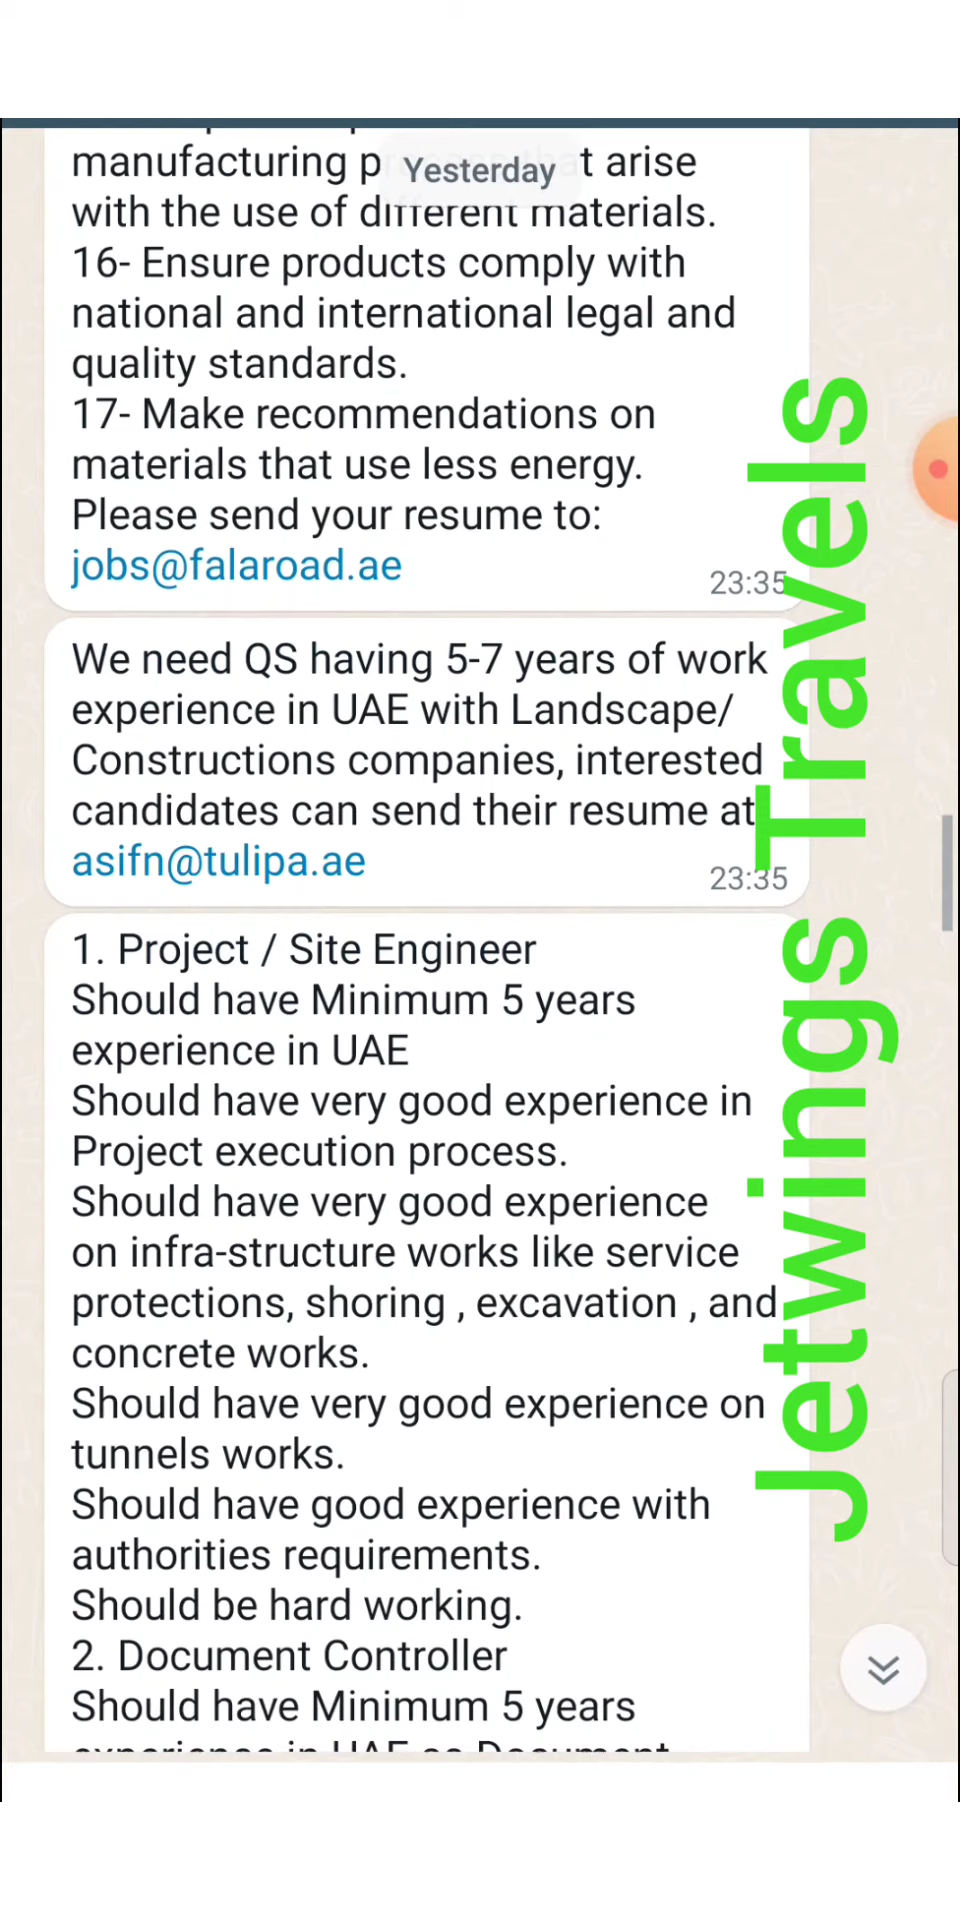 manufacturing p t arise
Yesterday
with the use of different materials.
16- Ensure products comply with
national and international legal and
quality standards.
17- Make recommendations on
materials that use less energy.
Please send your resume to:
jobs@falaroad.ae
23:35
We need QS having 5-7 years of work
experience in UAE with Landscape/
Constructions companies, interested
candidates can send their resume at
asifn@tulipa.ae
23:35
1. Project / Site Engineer
Should have Minimum 5 years
experience in UAE
Should have very good experience in
Project execution process.
Should have very good experience
on infra-structure works like service
protections, shoring , excavation , and
concrete works.
Should have very good experience on
tunnels works.
Should have good experience with
authorities requirements.
Should be hard working.
2. Document Controller
Should have Minimum 5 years
experience in UAE as Document
Jetwings Travels